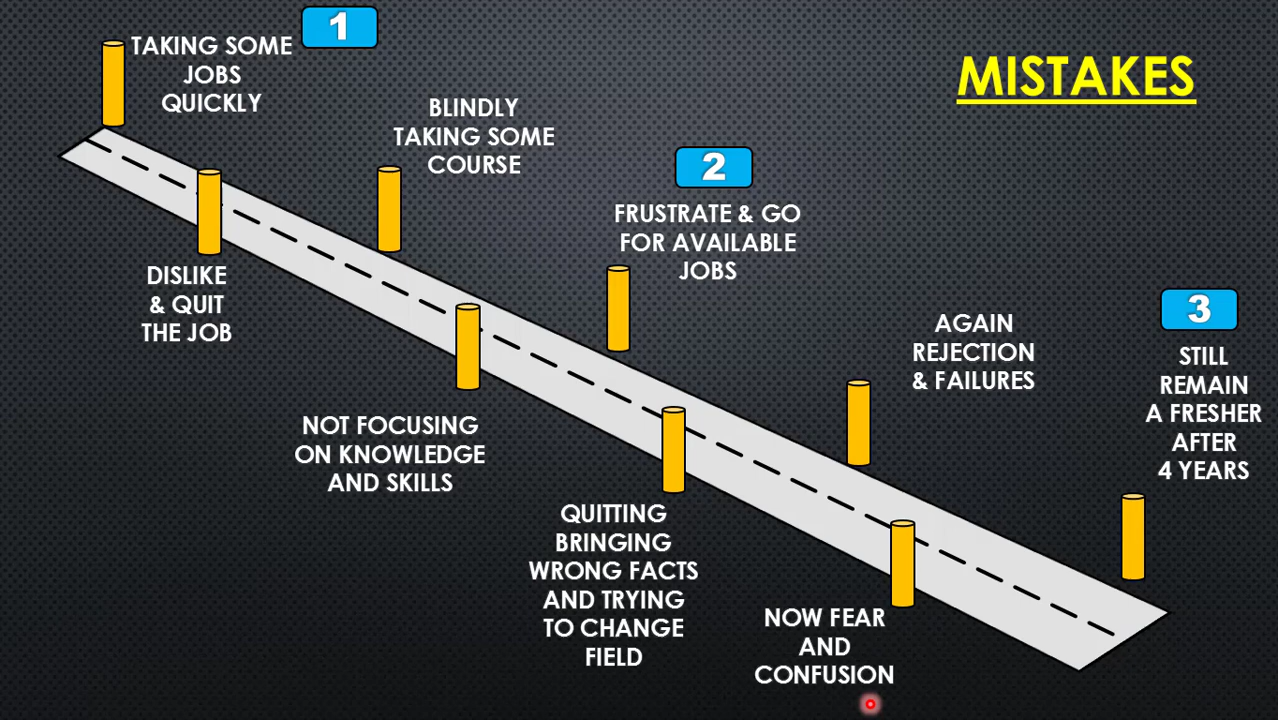 1
TAKING SOME
JOBS
QUICKLY
MISTAKES
BLINDLY
TAKING SOME
COURSE
2
FRUSTRATE & GO
FOR AVAILABLE
JOBS
DISLIKE
& QUIT
THE JOB
3
AGAIN
REJECTION
& FAILURES
STILL
REMAIN
A FRESHER
AFTER
4 YEARS
NOT FOCUSING
ON KNOWLEDGE
AND SKILLS
QUITTING
BRINGING
WRONG FACTS
AND TRYING
TO CHANGE
FIELD
NOW FEAR
AND
CONFUSION